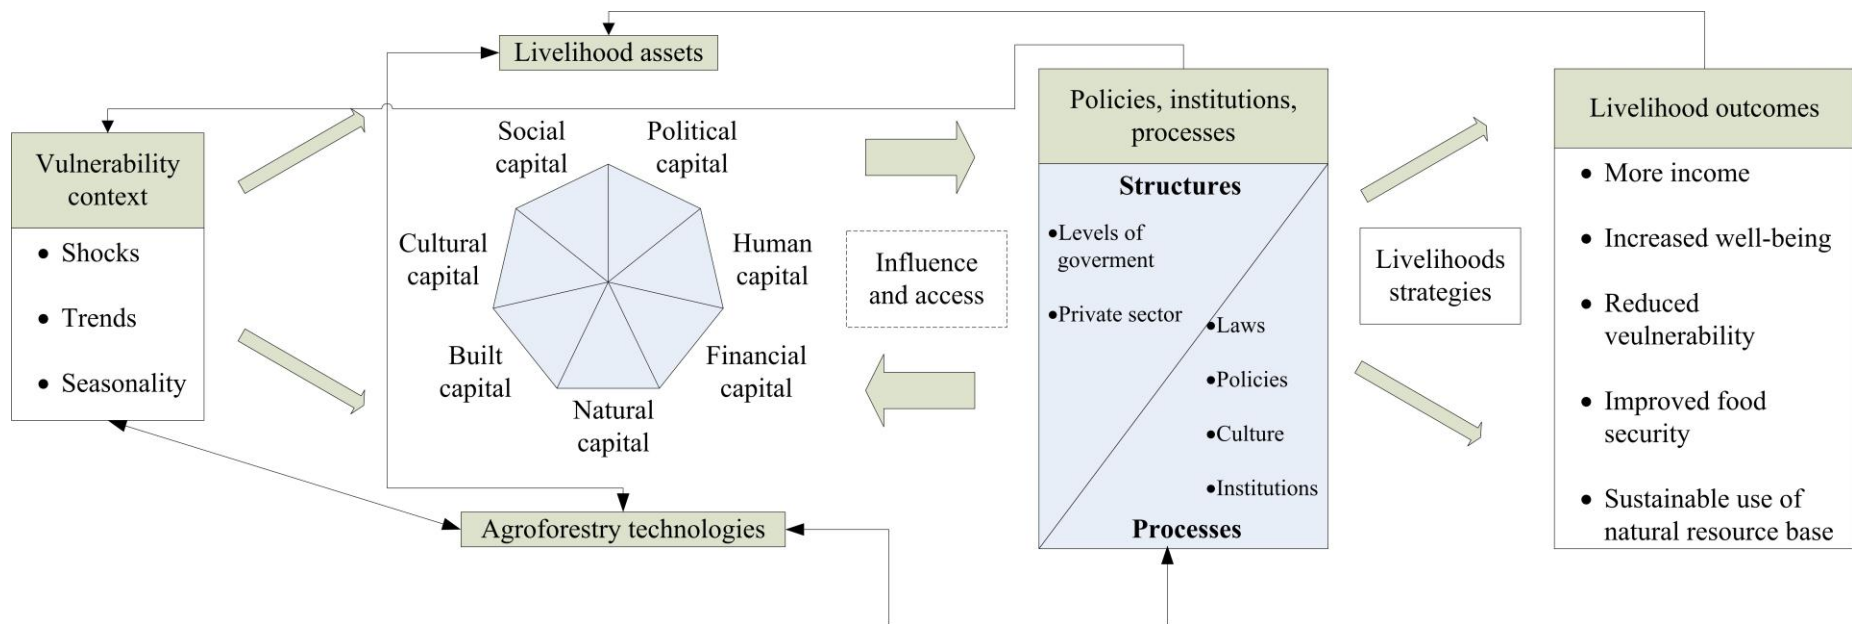 Livelihood assets
Vulnerability
context
• Shocks
• Trends
• Seasonality
Social
capital
Political
capital
Cultural
capital
Human
capital
Built
capital
Financial
capital
Natural
capital
Agroforestry technologies
Influence
and access
Policies, institutions,
processes
Structures
•Levels of
goverment
•Private sector
•Laws
•Policies
•Culture
•Institutions
Processes
Livelihoods
strategies
Livelihood outcomes
• More income
• Increased well-being
• Reduced
veulnerability
• Improved food
security
• Sustainable use of
natural resource base